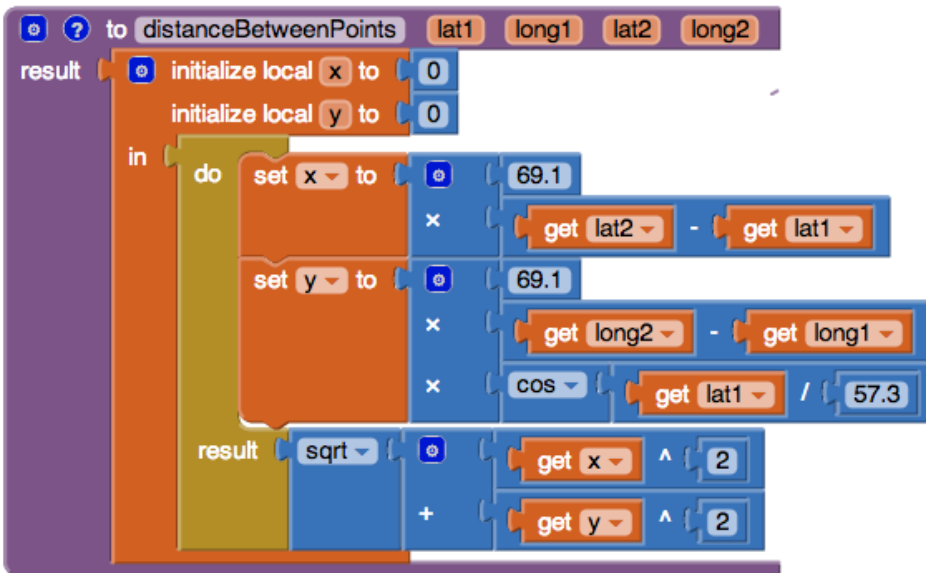 ? to distanceBetweenPoints lat1 long1 lat2 long2
result initialize local x to 0
initialize local y to 0
in
do set x to 69.1
× get lat2 - get lat1
set y to 69.1
× get long2 - get long1
× cos get lat1 / 57.3
result sqrt get x ^ 2
+ get y ^ 2